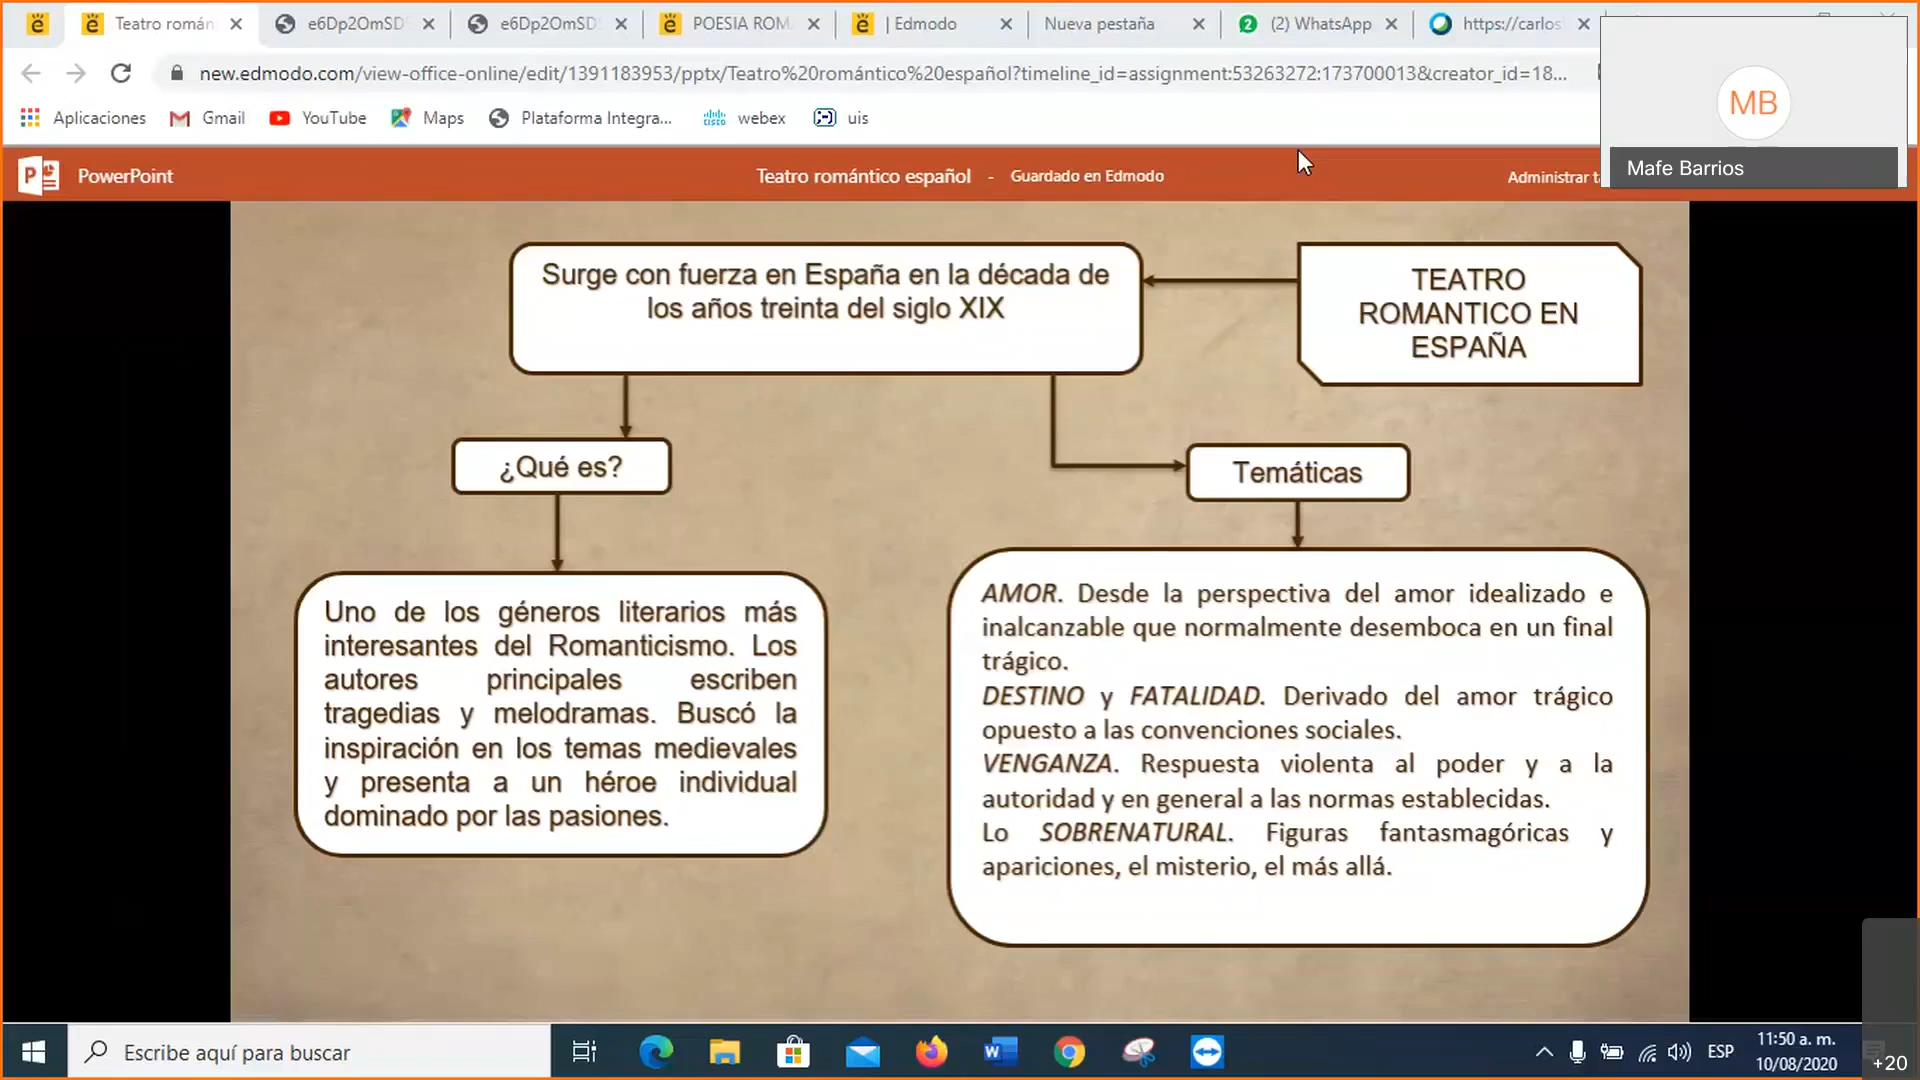 Teatro román
e6Dp2OmSD
e6Dp2OmSD
POESIA ROM
| Edmodo
Nueva pestaña
(2) WhatsApp
https://carlos
new.edmodo.com/view-office-online/edit/1391183953/pptx/Teatro%20romántico%20español?timeline_id=assignment:53263272:173700013&creator_id=18...
Aplicaciones
Gmail
YouTube
Maps
Plataforma Integra...
webex
uis
MB
Mafe Barrios
PowerPoint
Teatro romántico español - Guardado en Edmodo
Administrar
Surge con fuerza en España en la década de
los años treinta del siglo XIX
TEATRO
ROMANTICO EN
ESPAÑA
¿Qué es?
Temáticas
Uno de los géneros literarios más
interesantes del Romanticismo. Los
autores principales escriben
tragedias y melodramas. Buscó la
inspiración en los temas medievales
y presenta a un héroe individual
dominado por las pasiones.
AMOR. Desde la perspectiva del amor idealizado e
inalcanzable que normalmente desemboca en un final
trágico.
DESTINO y FATALIDAD. Derivado del amor trágico
opuesto a las convenciones sociales.
VENGANZA. Respuesta violenta al poder y a la
autoridad y en general a las normas establecidas.
Lo SOBRENATURAL. Figuras fantasmagóricas y
apariciones, el misterio, el más allá.
Escribe aquí para buscar
ESP
11:50 a. m.
10/08/2020
+20